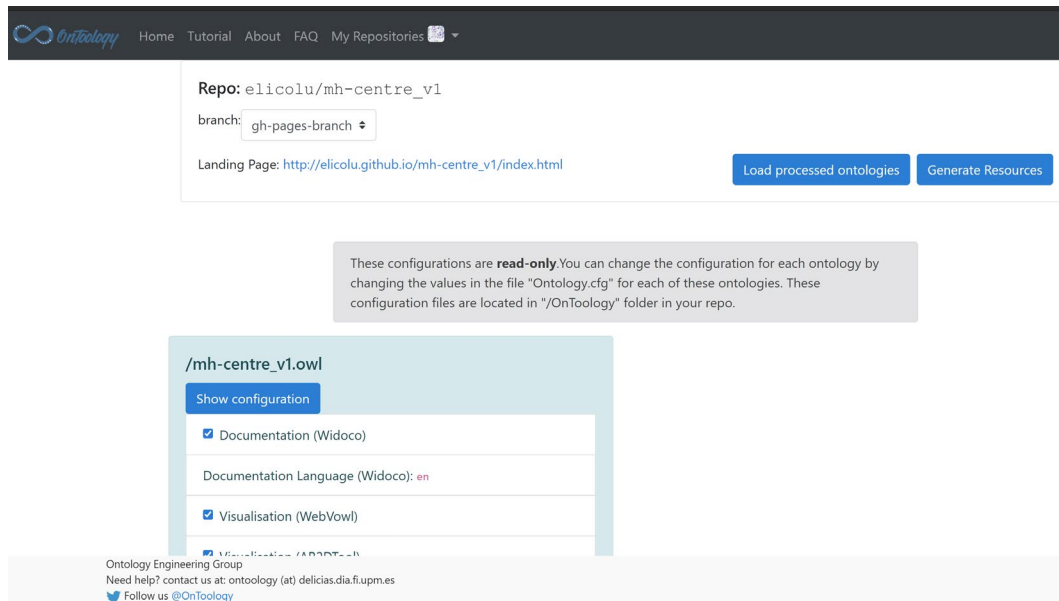 OnToology Home Tutorial About FAQ My Repositories
Repo: elicolu/mh-centre_v1
branch: gh-pages-branch
Landing Page: http://elicolu.github.io/mh-centre_v1/index.html Load processed ontologies Generate Resources
These configurations are read-only.You can change the configuration for each ontology by
changing the values in the file "Ontology.cfg" for each of these ontologies. These
configuration files are located in "/OnToology" folder in your repo.
/mh-centre_v1.owl
Show configuration
Documentation (Widoco)
Documentation Language (Widoco): en
Visualisation (WebVowl)
Visualisation (AR2DTool)
Ontology Engineering Group
Need help? contact us at: ontoology (at) delicias.dia.fi.upm.es
Follow us @OnToology